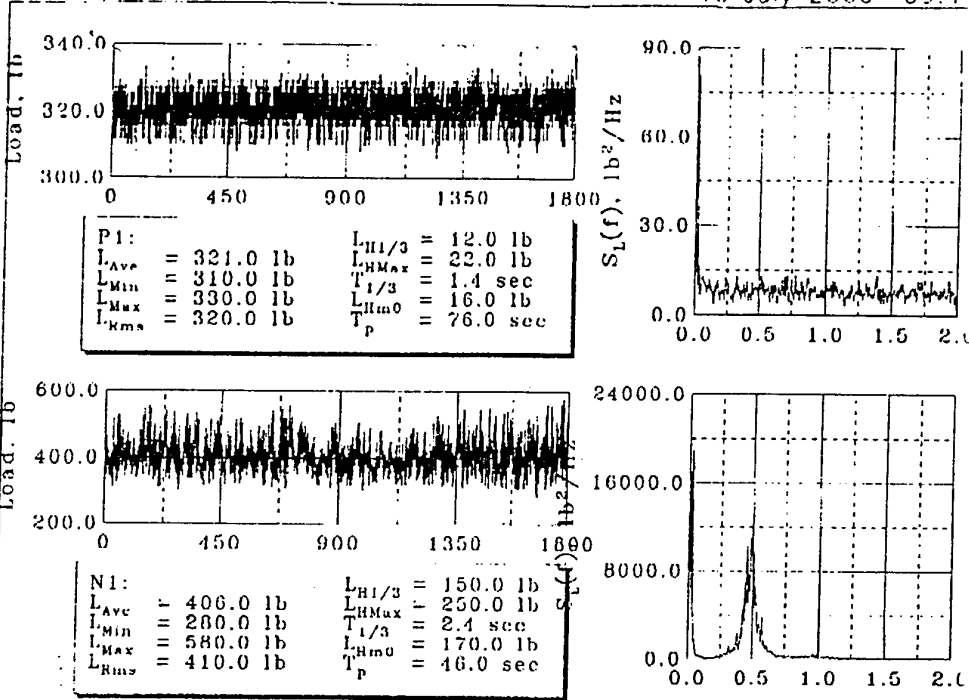 340.0
320.0
300.0
Load, lb
0 450 900 1350 1800
P1:
L_Ave = 321.0 lb
L_Min = 310.0 lb
L_Max = 330.0 lb
L_Rms = 320.0 lb
L_H1/3 = 12.0 lb
L_HMax = 22.0 lb
T_1/3 = 1.4 sec
L_Hm0 = 16.0 lb
T_p = 76.0 sec
90.0
60.0
30.0
0.0
S_L(f), lb²/Hz
0.0 0.5 1.0 1.5
600.0
400.0
200.0
Load. lb
0 450 900 1350 1800
N1:
L_Ave = 406.0 lb
L_Min = 280.0 lb
L_Max = 580.0 lb
L_Rms = 410.0 lb
L_H1/3 = 150.0 lb
L_HMax = 250.0 lb
T_1/3 = 2.4 sec
L_Hm0 = 170.0 lb
T_p = 46.0 sec
24000.0
16000.0
8000.0
0.0
S_L(f), lb²/Hz
0.0 0.5 1.0 1.5